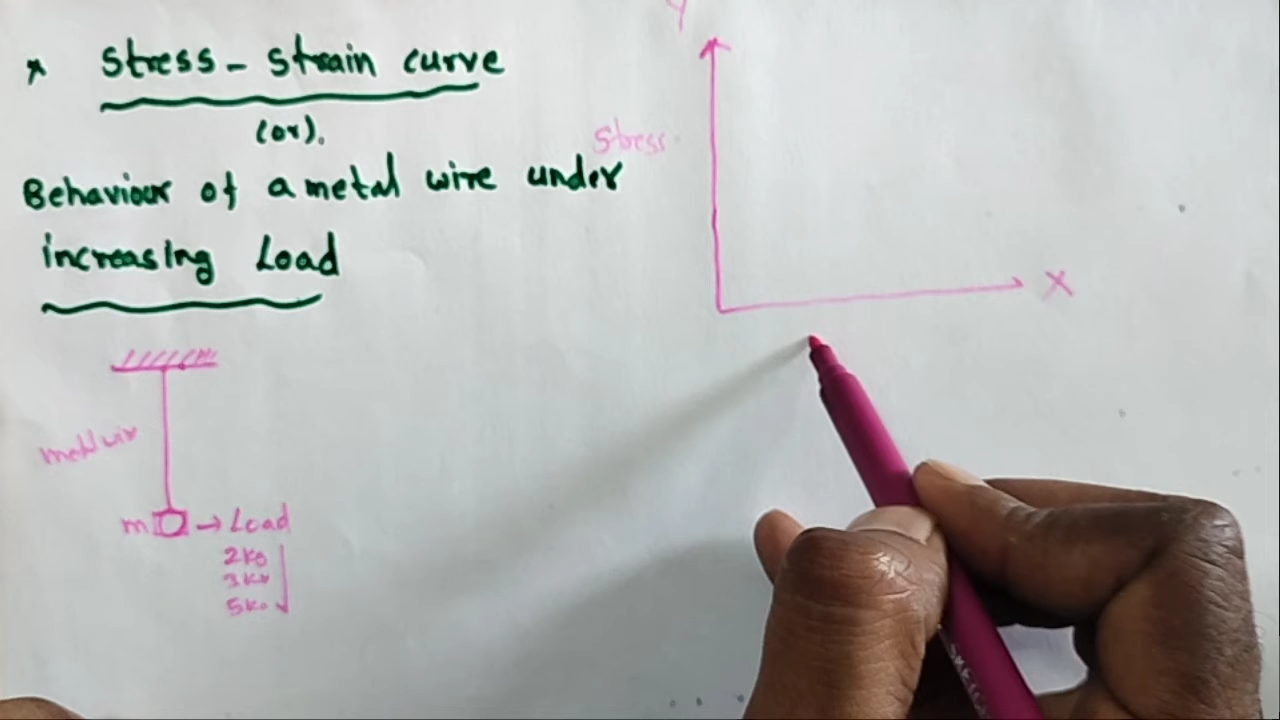 * Stress - Strain curve
(or).
Behaviour of a metal wire under
increasing Load
Y
Stress
X
m → Load
2kg
3kg
5kg